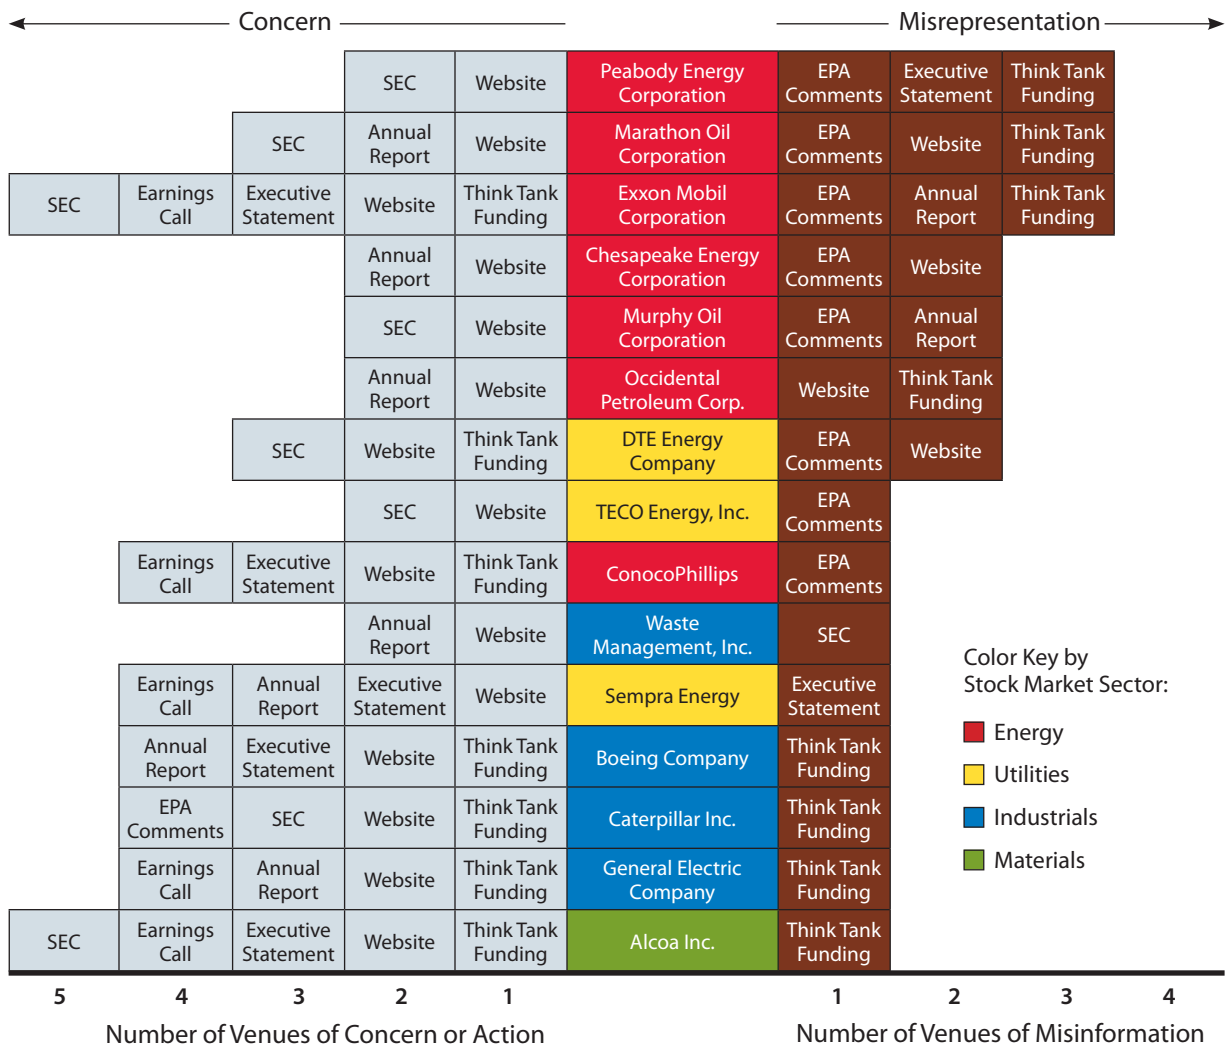 Concern
Misrepresentation
SEC
Website
Peabody Energy
Corporation
EPA
Comments
Executive
Statement
Think Tank
Funding
SEC
Annual
Report
Website
Marathon Oil
Corporation
EPA
Comments
Website
Think Tank
Funding
SEC
Earnings
Call
Executive
Statement
Website
Think Tank
Funding
Exxon Mobil
Corporation
EPA
Comments
Annual
Report
Think Tank
Funding
Annual
Report
Website
Chesapeake Energy
Corporation
EPA
Comments
Website
SEC
Website
Murphy Oil
Corporation
EPA
Comments
Annual
Report
Annual
Report
Website
Occidental
Petroleum Corp.
Website
Think Tank
Funding
SEC
Website
Think Tank
Funding
DTE Energy
Company
EPA
Comments
Website
SEC
Website
TECO Energy, Inc.
EPA
Comments
Earnings
Call
Executive
Statement
Website
Think Tank
Funding
ConocoPhillips
EPA
Comments
Annual
Report
Website
Waste
Management, Inc.
SEC
Earnings
Call
Annual
Report
Executive
Statement
Website
Sempra Energy
Executive
Statement
Annual
Report
Executive
Statement
Website
Think Tank
Funding
Boeing Company
Think Tank
Funding
EPA
Comments
SEC
Website
Think Tank
Funding
Caterpillar Inc.
Think Tank
Funding
Earnings
Call
Annual
Report
Website
Think Tank
Funding
General Electric
Company
Think Tank
Funding
SEC
Earnings
Call
Executive
Statement
Website
Think Tank
Funding
Alcoa Inc.
Think Tank
Funding
Color Key by
Stock Market Sector:
Energy
Utilities
Industrials
Materials
5 4 3 2 1 1 2 3 4
Number of Venues of Concern or Action
Number of Venues of Misinformation